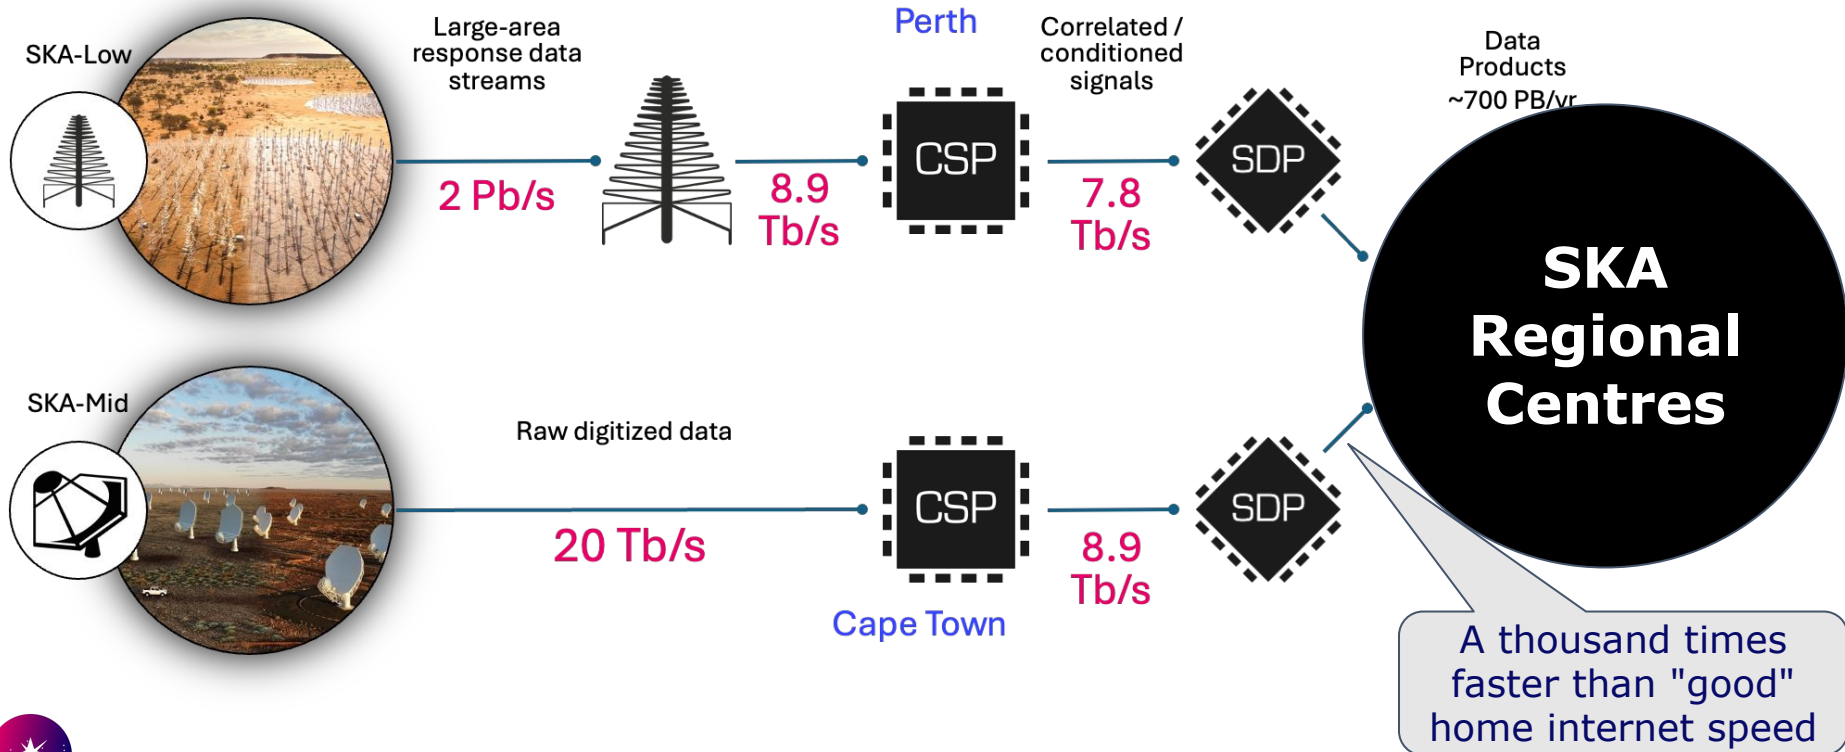 SKA-Low
Large-area
response data
streams
2 Pb/s
8.9
Tb/s
Perth
CSP
Correlated /
conditioned
signals
7.8
Tb/s
SDP
Data
Products
~700 PB/yr
SKA
Regional
Centres
SKA-Mid
Raw digitized data
20 Tb/s
CSP
Cape Town
8.9
Tb/s
SDP
A thousand times
faster than "good"
home internet speed